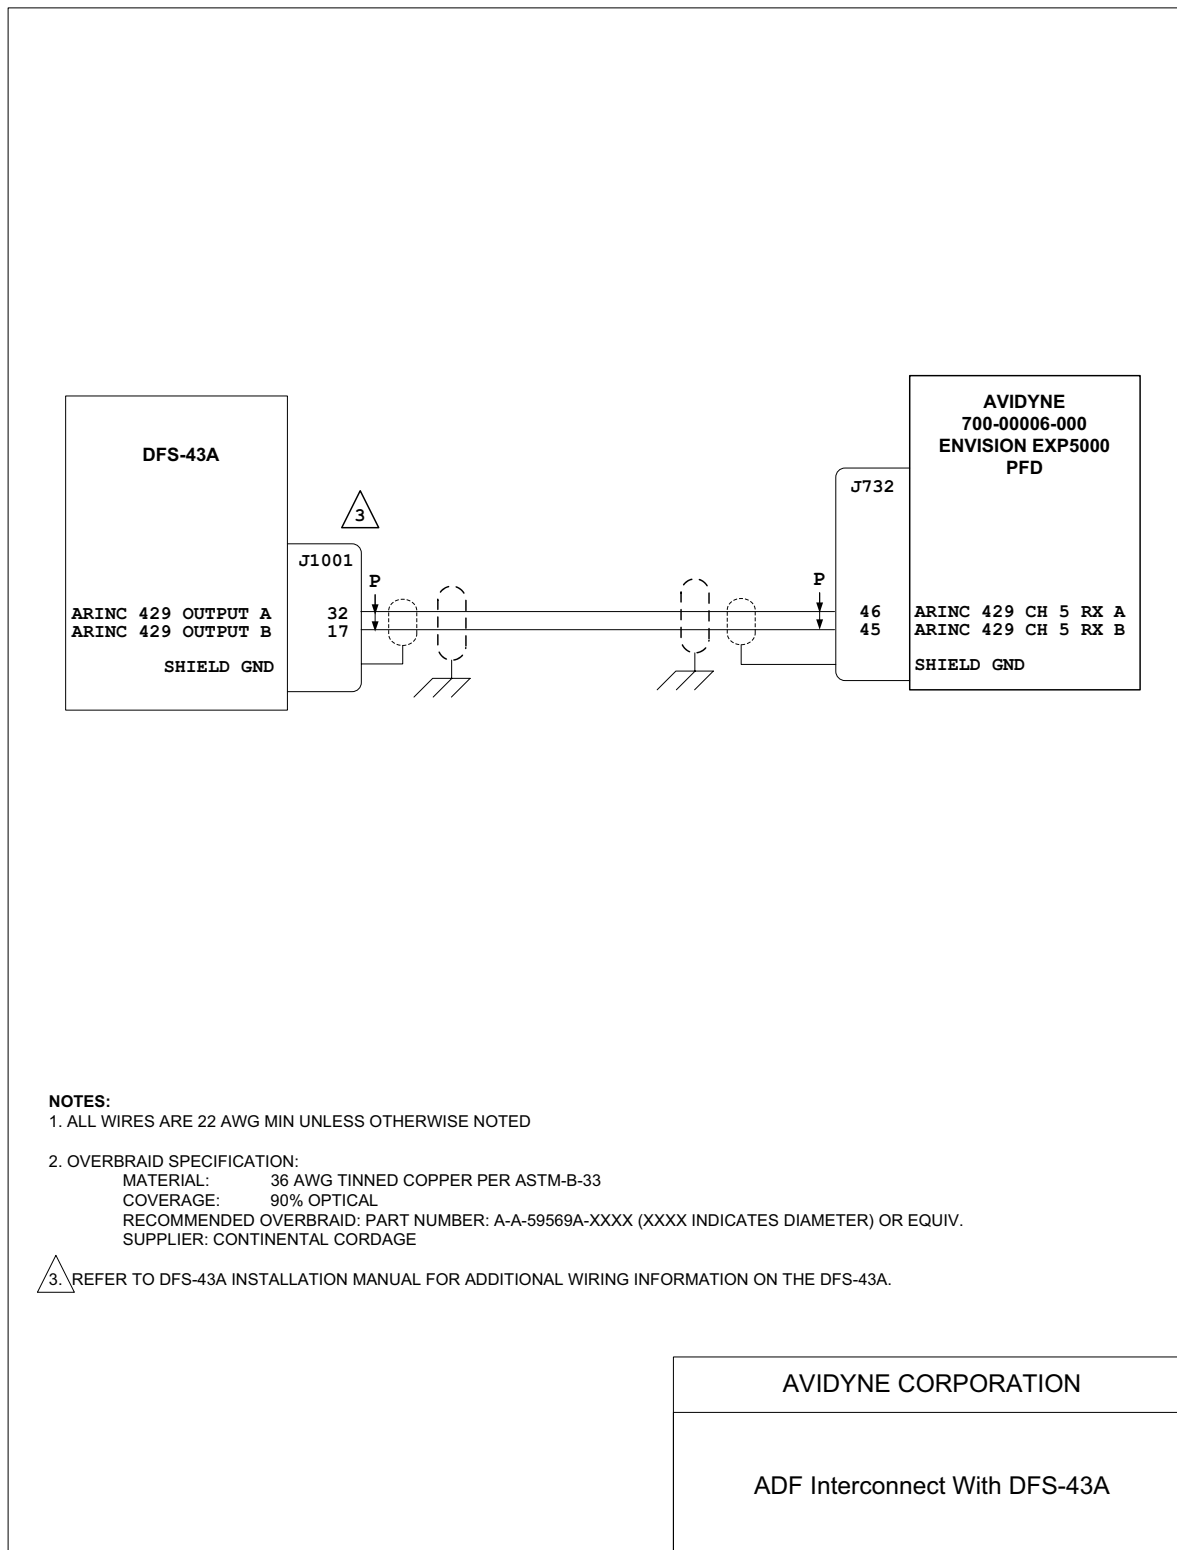 AVIDYNE
700-00006-000
ENVISION EXP5000
PFD
DFS-43A
J732
3
J1001
P
P
ARINC 429 OUTPUT A 32
46 ARINC 429 CH 5 RX A
ARINC 429 OUTPUT B 17
45 ARINC 429 CH 5 RX B
SHIELD GND
SHIELD GND
NOTES:
1. ALL WIRES ARE 22 AWG MIN UNLESS OTHERWISE NOTED
2. OVERBRAID SPECIFICATION:
MATERIAL: 36 AWG TINNED COPPER PER ASTM-B-33
COVERAGE: 90% OPTICAL
RECOMMENDED OVERBRAID: PART NUMBER: A-A-59569A-XXXX (XXXX INDICATES DIAMETER) OR EQUIV.
SUPPLIER: CONTINENTAL CORDAGE
3. REFER TO DFS-43A INSTALLATION MANUAL FOR ADDITIONAL WIRING INFORMATION ON THE DFS-43A.
AVIDYNE CORPORATION
ADF Interconnect With DFS-43A